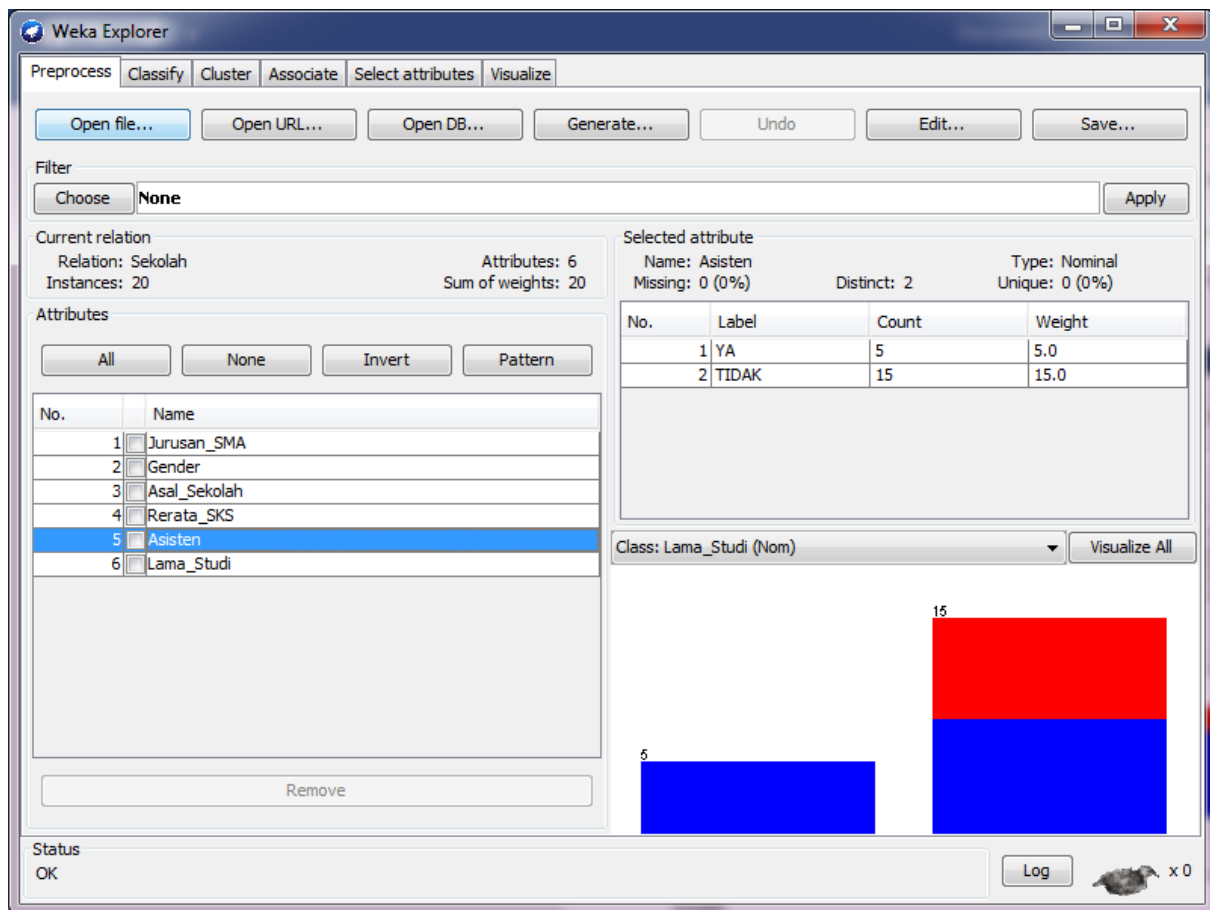 Weka Explorer
Preprocess Classify Cluster Associate Select attributes Visualize
Open file... Open URL... Open DB... Generate... Undo Edit... Save...
Filter
Choose None Apply
Current relation
Relation: Sekolah Attributes: 6
Instances: 20 Sum of weights: 20
Attributes
All None Invert Pattern
No. Name
1 Jurusan_SMA
2 Gender
3 Asal_Sekolah
4 Rerata_SKS
5 Asisten
6 Lama_Studi
Remove
Selected attribute
Name: Asisten Type: Nominal
Missing: 0 (0%) Distinct: 2 Unique: 0 (0%)
No. Label Count Weight
1 YA 5 5.0
2 TIDAK 15 15.0
Class: Lama_Studi (Nom) Visualize All
15
5
Status
OK
Log x 0